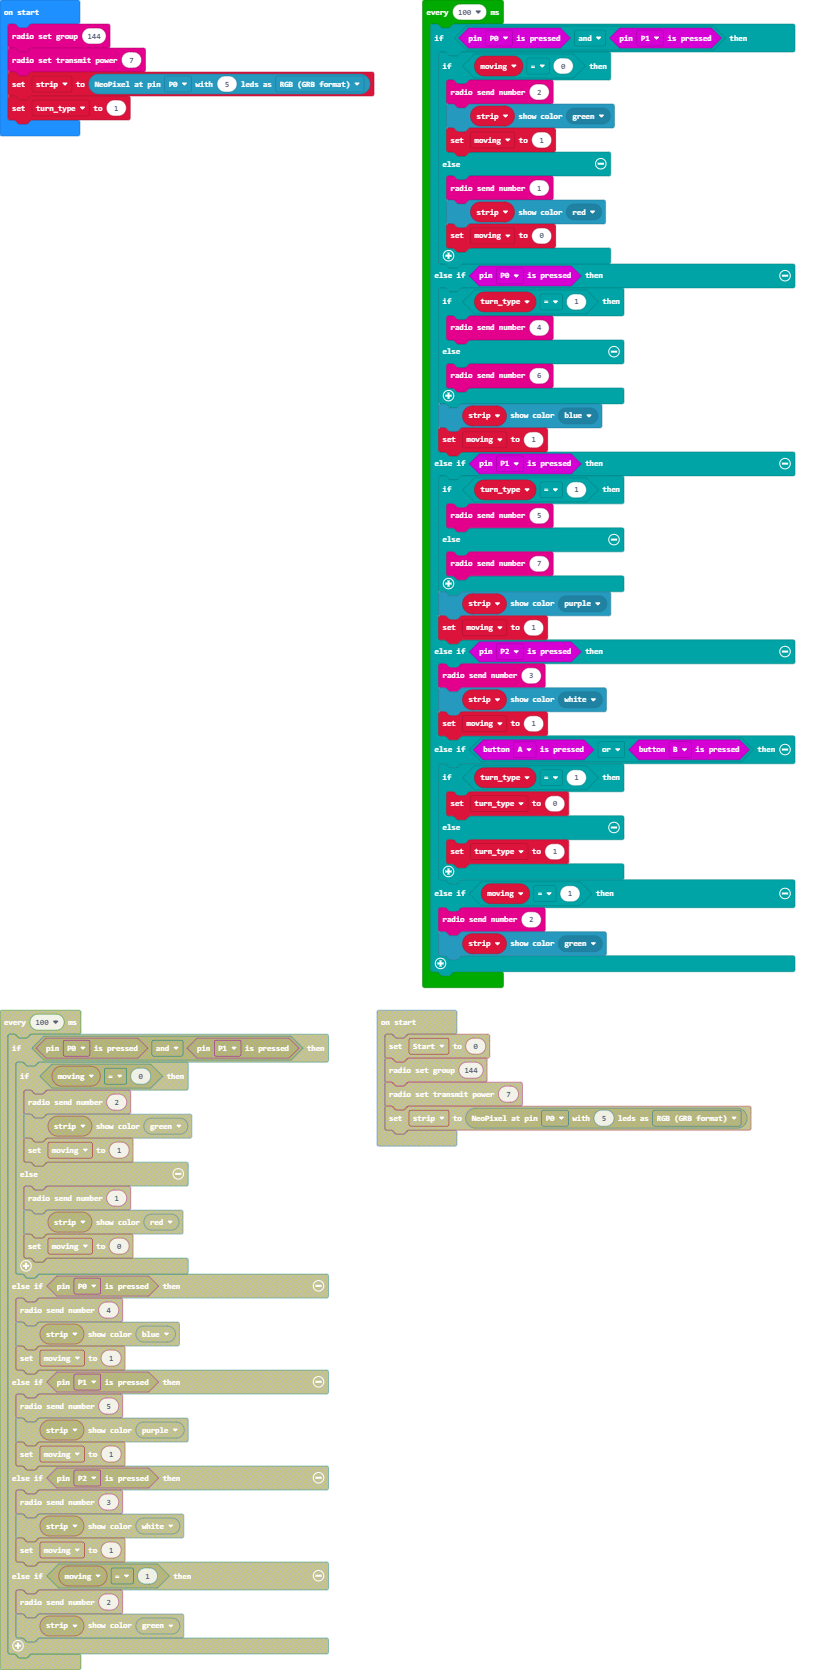 on start
radio set group 144
radio set transmit power 7
set strip to NeoPixel at pin P0 with 5 leds as RGB (GRB format)
set turn_type to 1
every 100 ms
if pin P0 is pressed and pin P1 is pressed then
if moving = 0 then
radio send number 2
strip show color green
set moving to 1
else
radio send number 1
strip show color red
set moving to 0
else if pin P0 is pressed then
if turn_type = 1 then
radio send number 4
else
radio send number 6
strip show color blue
set moving to 1
else if pin P1 is pressed then
if turn_type = 1 then
radio send number 5
else
radio send number 7
strip show color purple
set moving to 1
else if pin P2 is pressed then
radio send number 3
strip show color white
set moving to 1
else if button A is pressed or button B is pressed then
if turn_type = 1 then
set turn_type to 0
else
set turn_type to 1
else if moving = 1 then
radio send number 2
strip show color green
every 100 ms
if pin P0 is pressed and pin P1 is pressed then
if moving = 0 then
radio send number 2
strip show color green
set moving to 1
else
radio send number 1
strip show color red
set moving to 0
else if pin P0 is pressed then
radio send number 4
strip show color blue
set moving to 1
else if pin P1 is pressed then
radio send number 5
strip show color purple
set moving to 1
else if pin P2 is pressed then
radio send number 3
strip show color white
set moving to 1
else if moving = 1 then
radio send number 2
strip show color green
on start
set Start to 0
radio set group 144
radio set transmit power 7
set strip to NeoPixel at pin P0 with 5 leds as RGB (GRB format)